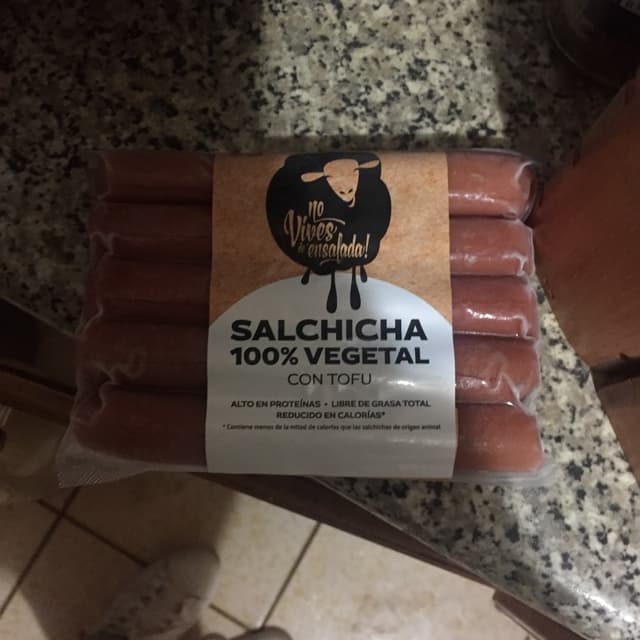 no
Vives
de ensalada!
SALCHICHA
100% VEGETAL
CON TOFU
ALTO EN PROTEÍNAS • LIBRE DE GRASA TOTAL
REDUCIDO EN CALORÍAS*
* Contiene menos de la mitad de calorías que las salchichas de origen animal